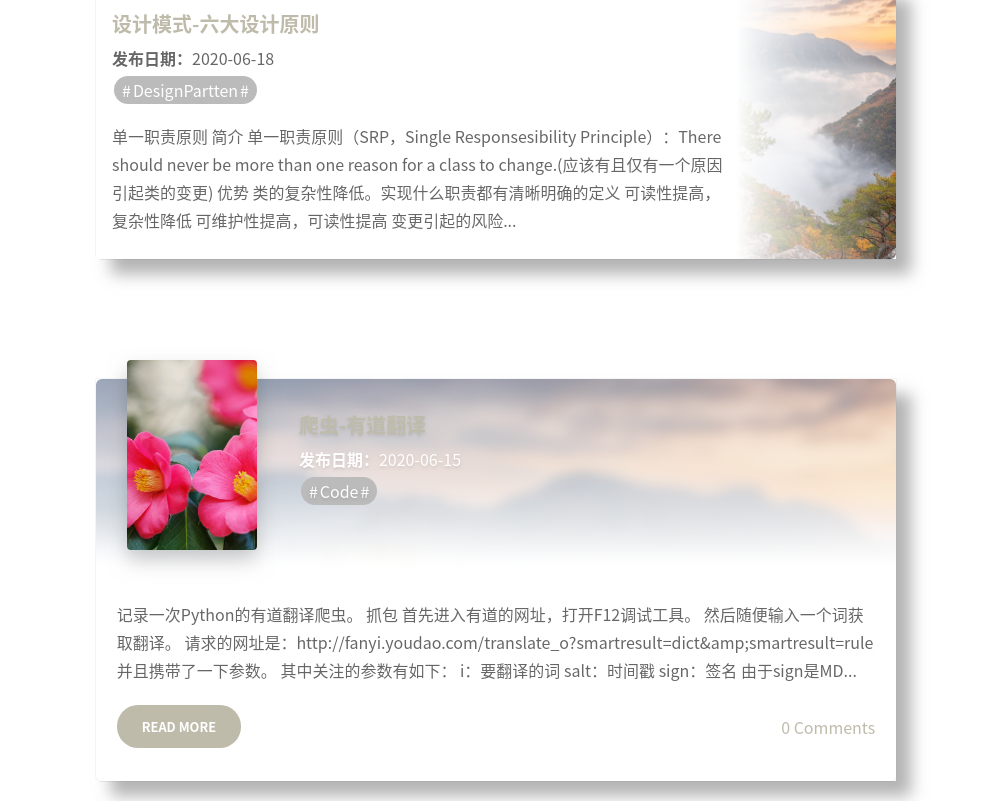 设计模式-六大设计原则
发布日期：2020-06-18
#DesignPartten#
单一职责原则 简介 单一职责原则（SRP，Single Responsesibility Principle）：There
should never be more than one reason for a class to change.(应该有且仅有一个原因
引起类的变更) 优势 类的复杂性降低。实现什么职责都有清晰明确的定义 可读性提高，
复杂性降低 可维护性提高，可读性提高 变更引起的风险...
爬虫-有道翻译
发布日期：2020-06-15
#Code#
记录一次Python的有道翻译爬虫。 抓包 首先进入有道的网址，打开F12调试工具。 然后随便输入一个词获
取翻译。 请求的网址是：http://fanyi.youdao.com/translate_o?smartresult=dict&amp;smartresult=rule
并且携带了一下参数。 其中关注的参数有如下： i：要翻译的词 salt：时间戳 sign：签名 由于sign是MD...
READ MORE
0 Comments